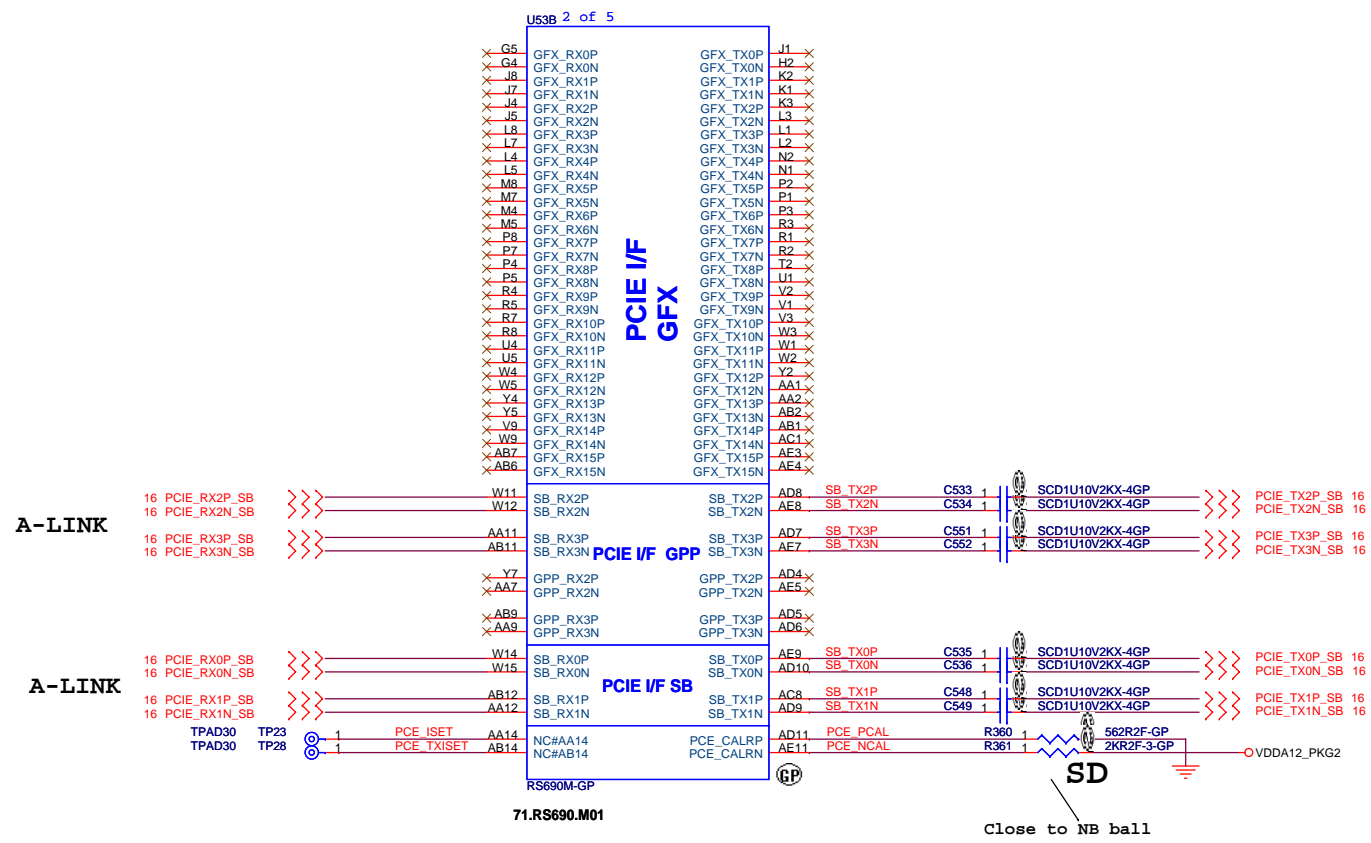 U53B 2 of 5
G5 GFX_RX0P GFX_TX0P J1
G4 GFX_RX0N GFX_TX0N H2
J8 GFX_RX1P GFX_TX1P K2
J7 GFX_RX1N GFX_TX1N K1
J4 GFX_RX2P GFX_TX2P K3
J5 GFX_RX2N GFX_TX2N L3
L8 GFX_RX3P GFX_TX3P L1
L7 GFX_RX3N GFX_TX3N L2
L4 GFX_RX4P GFX_TX4P N2
L5 GFX_RX4N GFX_TX4N N1
M8 GFX_RX5P GFX_TX5P P2
M7 GFX_RX5N GFX_TX5N P1
M4 GFX_RX6P GFX_TX6P P3
M5 GFX_RX6N GFX_TX6N R3
P8 GFX_RX7P GFX_TX7P R1
P7 GFX_RX7N GFX_TX7N R2
P4 GFX_RX8P GFX_TX8P T2
P5 GFX_RX8N GFX_TX8N U1
R4 GFX_RX9P GFX_TX9P V2
R5 GFX_RX9N GFX_TX9N V1
R7 GFX_RX10P GFX_TX10P V3
R8 GFX_RX10N GFX_TX10N W3
U4 GFX_RX11P GFX_TX11P W1
U5 GFX_RX11N GFX_TX11N W2
W4 GFX_RX12P GFX_TX12P Y2
W5 GFX_RX12N GFX_TX12N AA1
Y4 GFX_RX13P GFX_TX13P AA2
Y5 GFX_RX13N GFX_TX13N AB2
V9 GFX_RX14P GFX_TX14P AB1
W9 GFX_RX14N GFX_TX14N AC1
AB7 GFX_RX15P GFX_TX15P AE3
AB6 GFX_RX15N GFX_TX15N AE4
PCIE I/F
GFX
16 PCIE_RX2P_SB W11 SB_RX2P SB_TX2P AD8 SB_TX2P C533 1 SCD1U10V2KX-4GP PCIE_TX2P_SB 16
16 PCIE_RX2N_SB W12 SB_RX2N SB_TX2N AE8 SB_TX2N C534 1 SCD1U10V2KX-4GP PCIE_TX2N_SB 16
A-LINK
16 PCIE_RX3P_SB AA11 SB_RX3P SB_TX3P AD7 SB_TX3P C551 1 SCD1U10V2KX-4GP PCIE_TX3P_SB 16
16 PCIE_RX3N_SB AB11 SB_RX3N SB_TX3N AE7 SB_TX3N C552 1 SCD1U10V2KX-4GP PCIE_TX3N_SB 16
PCIE I/F GPP
Y7 GPP_RX2P GPP_TX2P AD4
AA7 GPP_RX2N GPP_TX2N AE5
AB9 GPP_RX3P GPP_TX3P AD5
AA9 GPP_RX3N GPP_TX3N AD6
16 PCIE_RX0P_SB W14 SB_RX0P SB_TX0P AE9 SB_TX0P C535 1 SCD1U10V2KX-4GP PCIE_TX0P_SB 16
16 PCIE_RX0N_SB W15 SB_RX0N SB_TX0N AD10 SB_TX0N C536 1 SCD1U10V2KX-4GP PCIE_TX0N_SB 16
A-LINK
PCIE I/F SB
16 PCIE_RX1P_SB AB12 SB_RX1P SB_TX1P AC8 SB_TX1P C548 1 SCD1U10V2KX-4GP PCIE_TX1P_SB 16
16 PCIE_RX1N_SB AA12 SB_RX1N SB_TX1N AD9 SB_TX1N C549 1 SCD1U10V2KX-4GP PCIE_TX1N_SB 16
TPAD30 TP23 1 PCE_ISET AA14 NC#AA14 PCE_CALRP AD11 PCE_PCAL R360 1 562R2F-GP
TPAD30 TP28 1 PCE_TXISET AB14 NC#AB14 PCE_CALRN AE11 PCE_NCAL R361 1 2KR2F-3-GP VDDA12_PKG2
SD
GP
RS690M-GP
71.RS690.M01
Close to NB ball